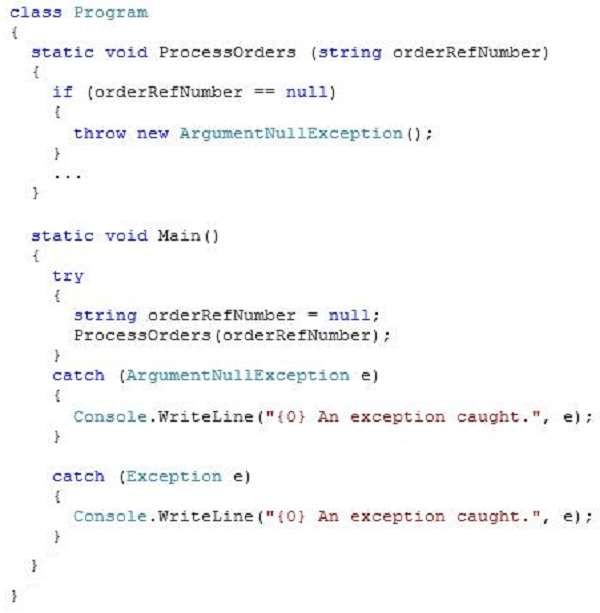 class Program
{
static void ProcessOrders (string orderRefNumber)
{
if (orderRefNumber == null)
{
throw new ArgumentNullException();
}
...
}
static void Main()
{
try
{
string orderRefNumber = null;
ProcessOrders(orderRefNumber);
}
catch (ArgumentNullException e)
{
Console.WriteLine("{0} An exception caught.", e);
}
catch (Exception e)
{
Console.WriteLine("{0} An exception caught.", e);
}
}
}